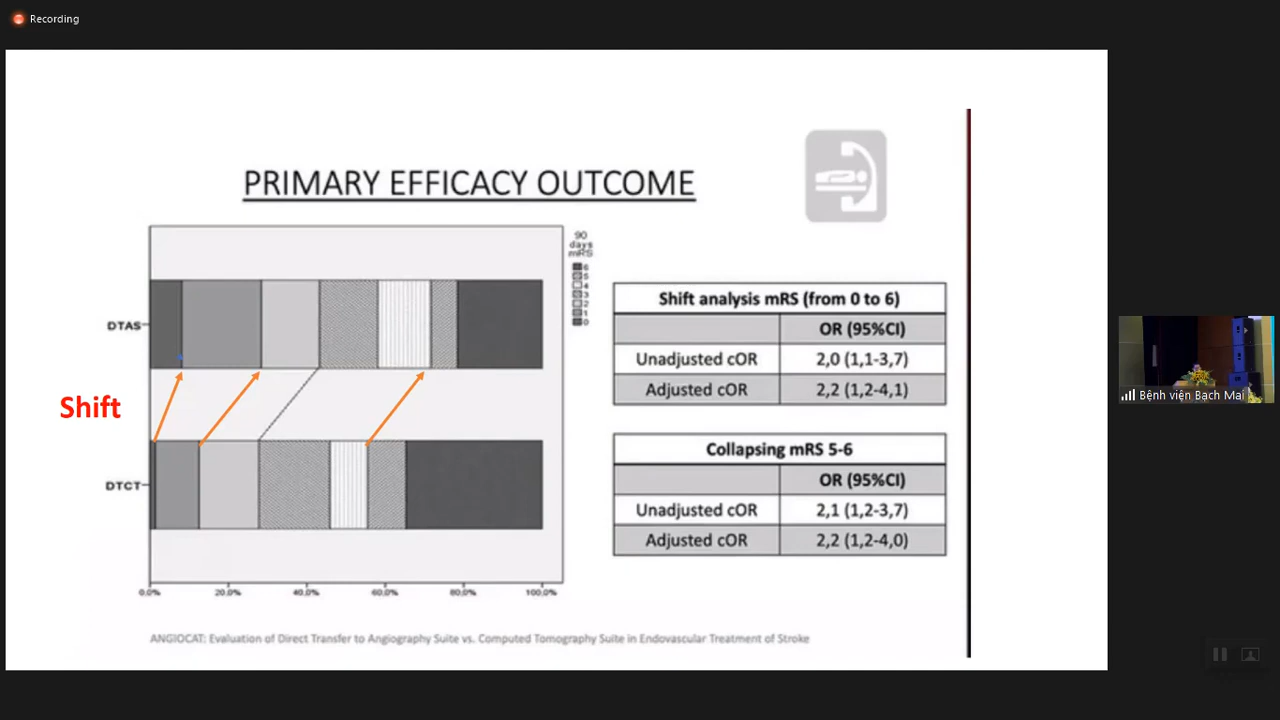 Recording
PRIMARY EFFICACY OUTCOME
90
days
mRS
6
5
4
3
2
1
0
DTAS
Shift
DTCT
0,0%
20,0%
40,0%
60,0%
80,0%
100,0%
Shift analysis mRS (from 0 to 6)
OR (95%CI)
Unadjusted cOR 2,0 (1,1-3,7)
Adjusted cOR 2,2 (1,2-4,1)
Collapsing mRS 5-6
OR (95%CI)
Unadjusted cOR 2,1 (1,2-3,7)
Adjusted cOR 2,2 (1,2-4,0)
ANGIOCAT: Evaluation of Direct Transfer to Angiography Suite vs. Computed Tomography Suite in Endovascular Treatment of Stroke
Bệnh viện Bạch Mai